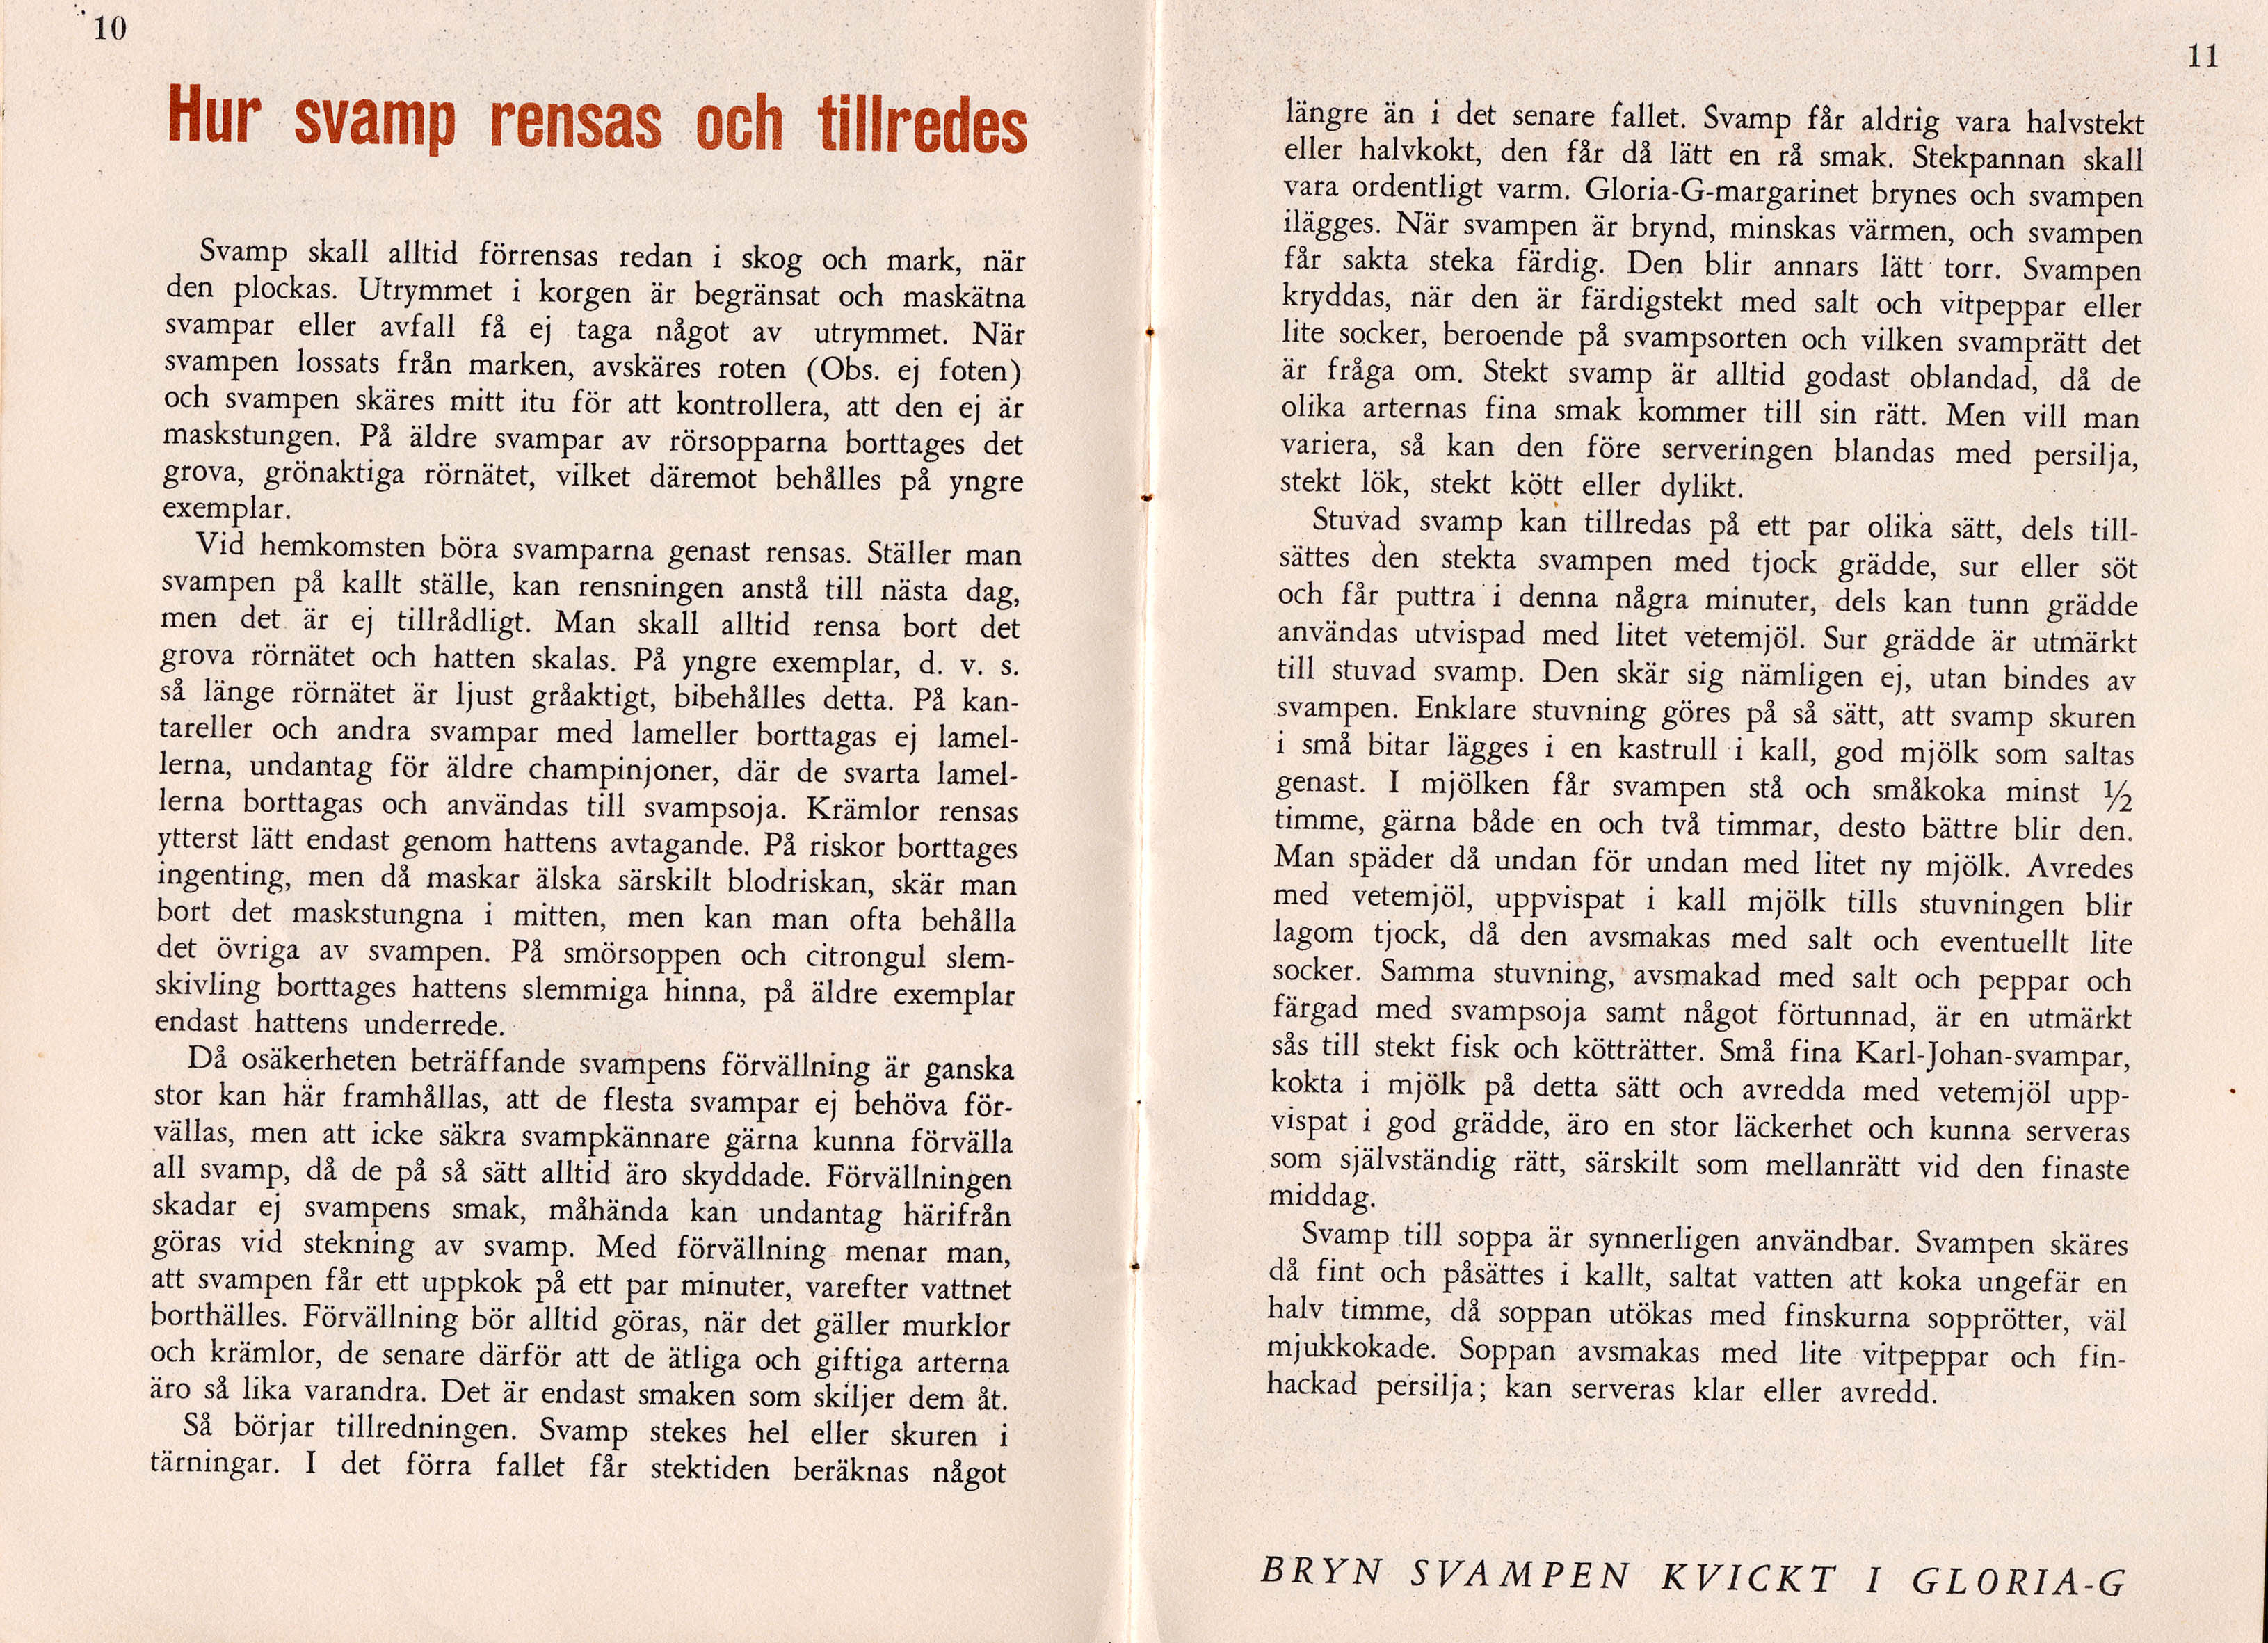 10
Hur svamp rensas och tillredes
Svamp skall alltid förrensas redan i skog och mark, när
den plockas. Utrymmet i korgen är begränsat och maskätna
svampar eller avfall få ej taga något av utrymmet. När
svampen lossats från marken, avskäres roten (Obs. ej foten)
och svampen skäres mitt itu för att kontrollera, att den ej är
maskstungen. På äldre svampar av rörsopparna borttages det
grova, grönaktiga rörnätet, vilket däremot behålles på yngre
exemplar.
Vid hemkomsten böra svamparna genast rensas. Ställer man
svampen på kallt ställe, kan rensningen anstå till nästa dag,
men det är ej tillrådligt. Man skall alltid rensa bort det
grova rörnätet och hatten skalas. På yngre exemplar, d. v. s.
så länge rörnätet är ljust gråaktigt, bibehålles detta. På kan-
tareller och andra svampar med lameller borttagas ej lamel-
lerna, undantag för äldre champinjoner, där de svarta lamel-
lerna borttagas och användas till svampsoja. Krämlor rensas
ytterst lätt endast genom hattens avtagande. På riskor borttages
ingenting, men då maskar älska särskilt blodriskan, skär man
bort det maskstungna i mitten, men kan man ofta behålla
det övriga av svampen. På smörsoppen och citrongul slem-
skivling borttages hattens slemmiga hinna, på äldre exemplar
endast hattens underrede.
Då osäkerheten beträffande svampens förvällning är ganska
stor kan här framhållas, att de flesta svampar ej behöva för-
vällas, men att icke säkra svampkännare gärna kunna förvälla
all svamp, då de på så sätt alltid äro skyddade. Förvällningen
skadar ej svampens smak, måhända kan undantag härifrån
göras vid stekning av svamp. Med förvällning menar man,
att svampen får ett uppkok på ett par minuter, varefter vattnet
borthälles. Förvällning bör alltid göras, när det gäller murklor
och krämlor, de senare därför att de ätliga och giftiga arterna
äro så lika varandra. Det är endast smaken som skiljer dem åt.
Så börjar tillredningen. Svamp stekes hel eller skuren i
tärningar. I det förra fallet får stektiden beräknas något
11
längre än i det senare fallet. Svamp får aldrig vara halvstekt
eller halvkokt, den får då lätt en rå smak. Stekpannan skall
vara ordentligt varm. Gloria-G-margarinet brynes och svampen
ilägges. När svampen är brynd, minskas värmen, och svampen
får sakta steka färdig. Den blir annars lätt torr. Svampen
kryddas, när den är färdigstekt med salt och vitpeppar eller
lite socker, beroende på svampsorten och vilken svamprätt det
är fråga om. Stekt svamp är alltid godast oblandad, då de
olika arternas fina smak kommer till sin rätt. Men vill man
variera, så kan den före serveringen blandas med persilja,
stekt lök, stekt kött eller dylikt.
Stuvad svamp kan tillredas på ett par olika sätt, dels till-
sättes den stekta svampen med tjock grädde, sur eller söt
och får puttra i denna några minuter, dels kan tunn grädde
användas utvispad med litet vetemjöl. Sur grädde är utmärkt
till stuvad svamp. Den skär sig nämligen ej, utan bindes av
svampen. Enklare stuvning göres på så sätt, att svamp skuren
i små bitar lägges i en kastrull i kall, god mjölk som saltas
genast. I mjölken får svampen stå och småkoka minst ½
timme, gärna både en och två timmar, desto bättre blir den.
Man späder då undan för undan med litet ny mjölk. Avredes
med vetemjöl, uppvispat i kall mjölk tills stuvningen blir
lagom tjock, då den avsmakas med salt och eventuellt lite
socker. Samma stuvning, avsmakad med salt och peppar och
färgad med svampsoja samt något förtunnad, är en utmärkt
sås till stekt fisk och kötträtter. Små fina Karl-Johan-svampar,
kokta i mjölk på detta sätt och avredda med vetemjöl upp-
vispat i god grädde, äro en stor läckerhet och kunna serveras
som självständig rätt, särskilt som mellanrätt vid den finaste
middag.
Svamp till soppa är synnerligen användbar. Svampen skäres
då fint och påsättes i kallt, saltat vatten att koka ungefär en
halv timme, då soppan utökas med finskurna sopprötter, väl
mjukkokade. Soppan avsmakas med lite vitpeppar och fin-
hackad persilja; kan serveras klar eller avredd.
BRYN SVAMPEN KVICKT I GLORIA-G